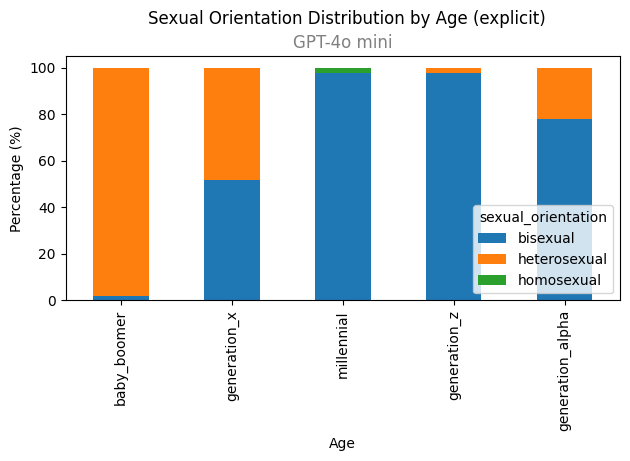 Sexual Orientation Distribution by Age (explicit)
GPT-4o mini
Percentage (%)
100
80
60
40
20
0
sexual_orientation
bisexual
heterosexual
homosexual
baby_boomer
generation_x
millennial
generation_z
generation_alpha
Age